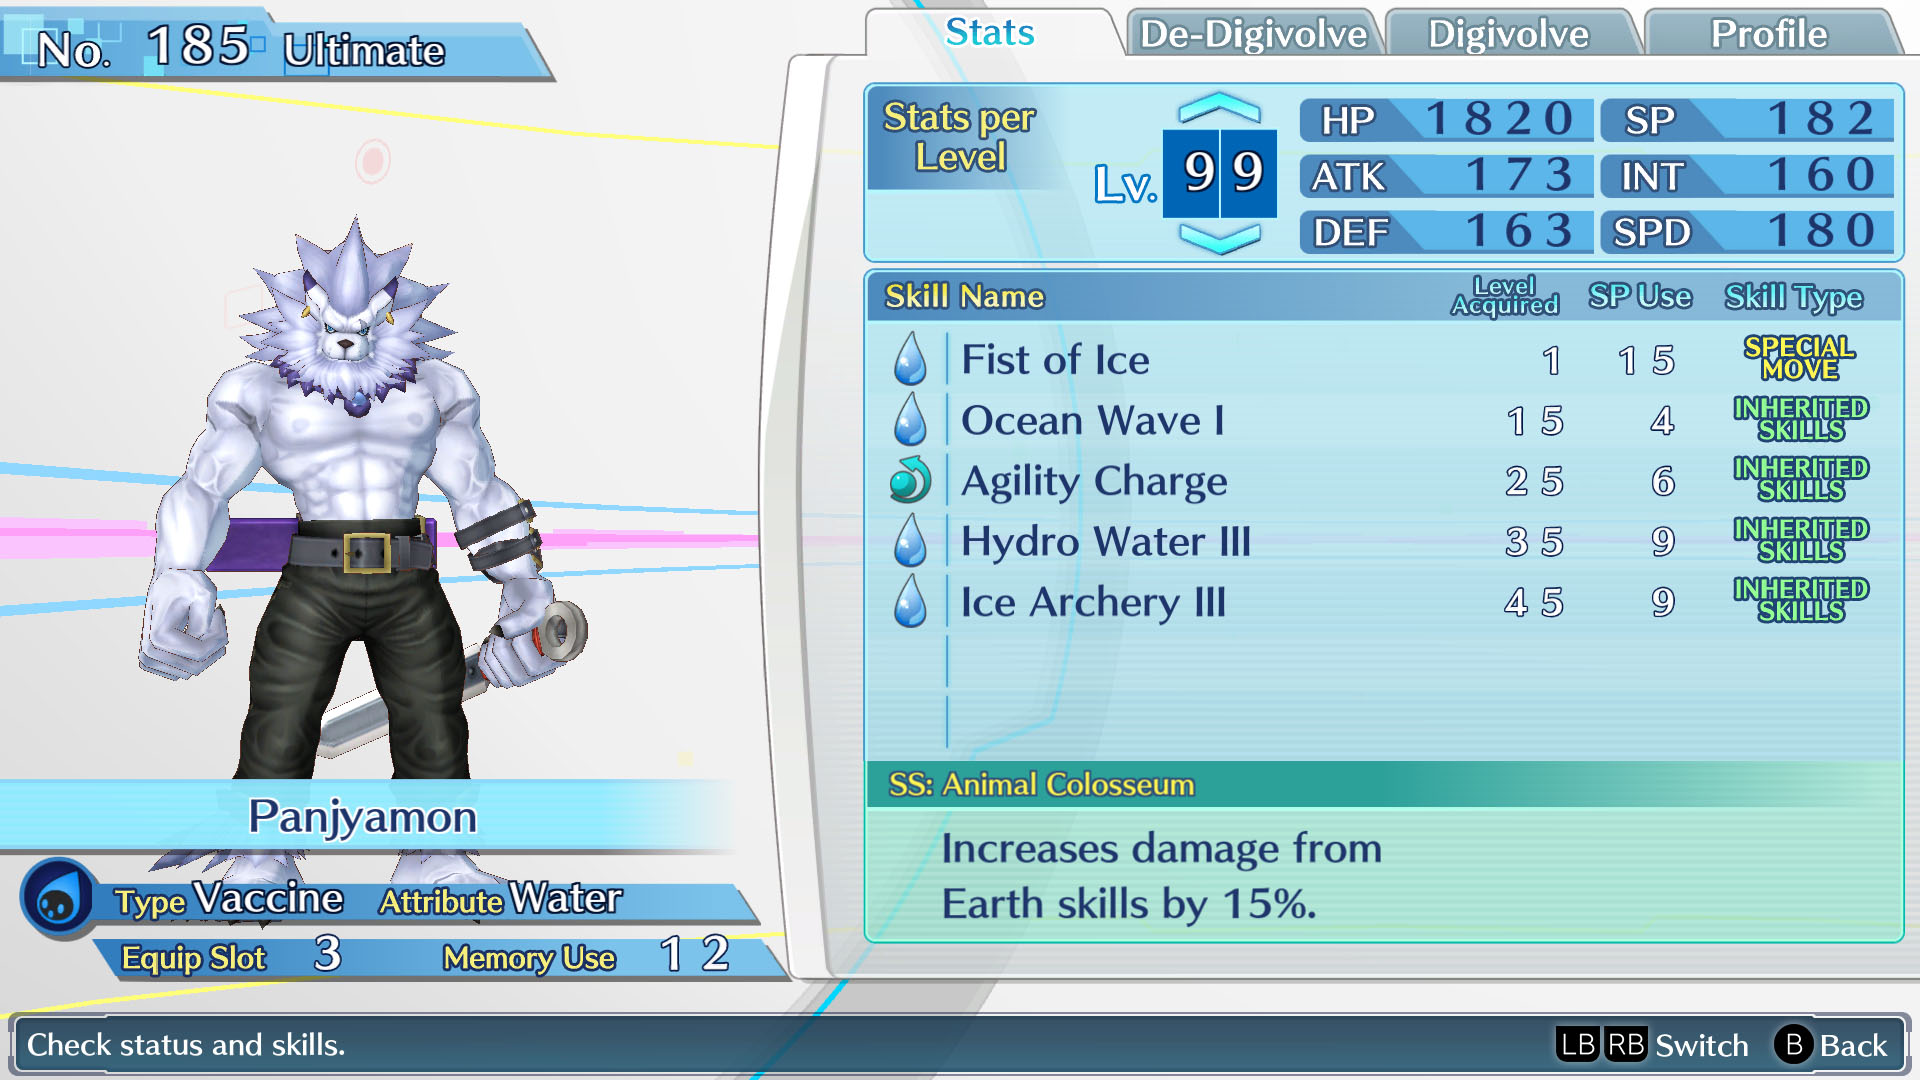 No. 185 Ultimate
Stats
De-Digivolve
Digivolve
Profile
Stats per
Level
Lv. 99
HP 1820
SP 182
ATK 173
INT 160
DEF 163
SPD 180
Skill Name
Level
Acquired
SP Use
Skill Type
Fist of Ice 1 15 SPECIAL
MOVE
Ocean Wave I 15 4 INHERITED
SKILLS
Agility Charge 25 6 INHERITED
SKILLS
Hydro Water III 35 9 INHERITED
SKILLS
Ice Archery III 45 9 INHERITED
SKILLS
SS: Animal Colosseum
Increases damage from
Earth skills by 15%.
Panjyamon
Type Vaccine Attribute Water
Equip Slot 3 Memory Use 12
Check status and skills.
LB RB Switch B Back